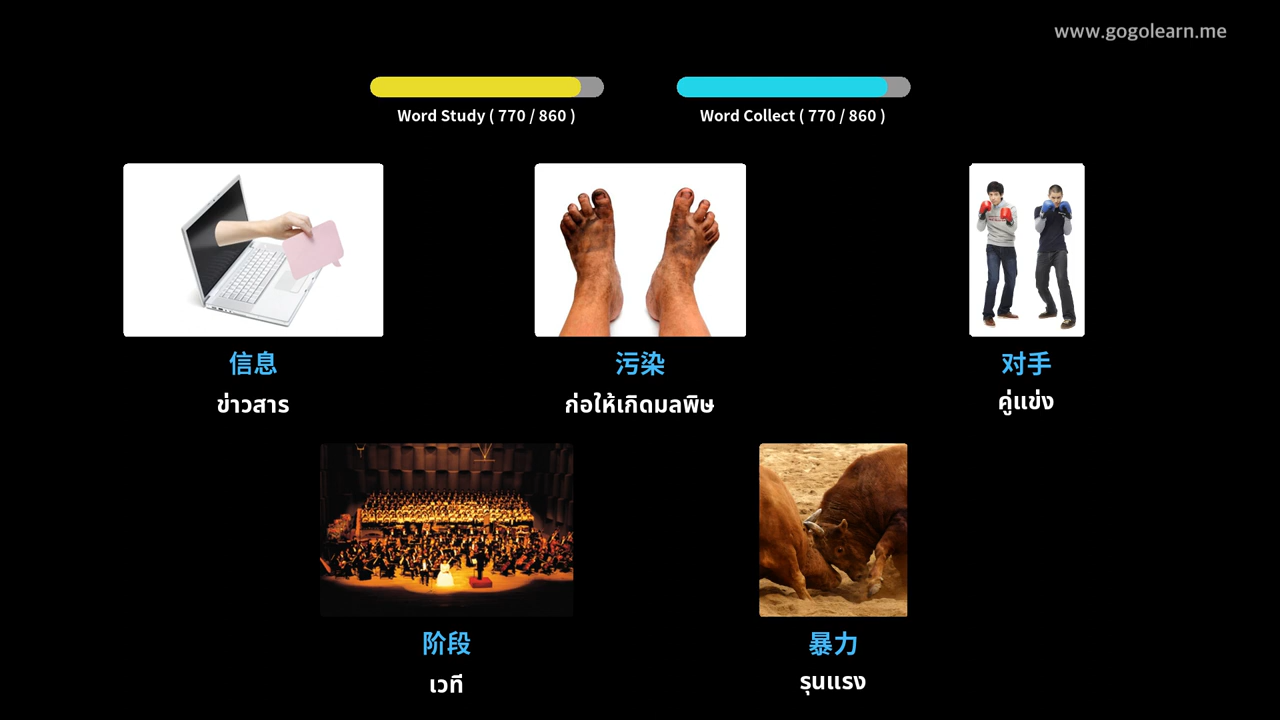 www.gogolearn.me
Word Study ( 770 / 860 )
Word Collect ( 770 / 860 )
信息
污染
对手
ข่าวสาร
ก่อให้เกิดมลพิษ
คู่แข่ง
阶段
暴力
เวที
รุนแรง